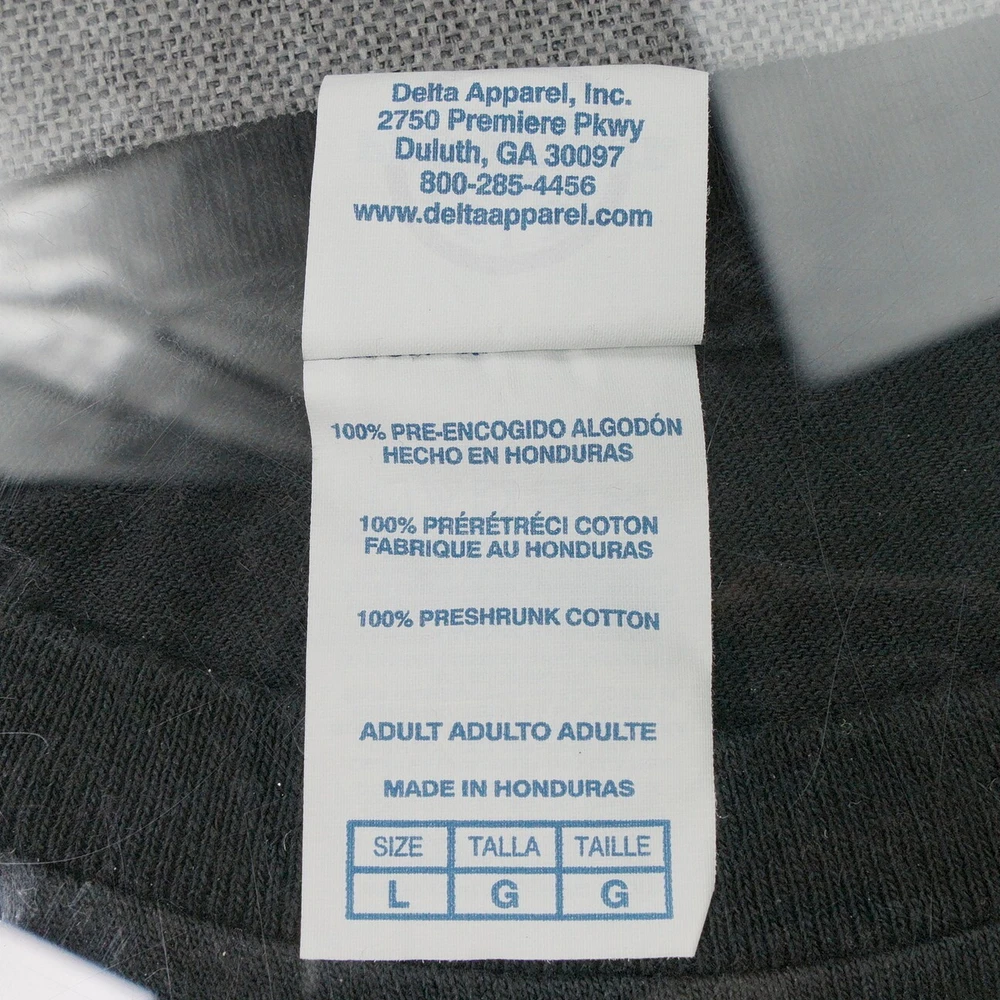 Delta Apparel, Inc.
2750 Premiere Pkwy
Duluth, GA 30097
800-285-4456
www.deltaapparel.com
100% PRE-ENCOGIDO ALGODÓN
HECHO EN HONDURAS
100% PRÉRÉTRÉCI COTON
FABRIQUE AU HONDURAS
100% PRESHRUNK COTTON
ADULT ADULTO ADULTE
MADE IN HONDURAS
SIZE TALLA TAILLE
L G G